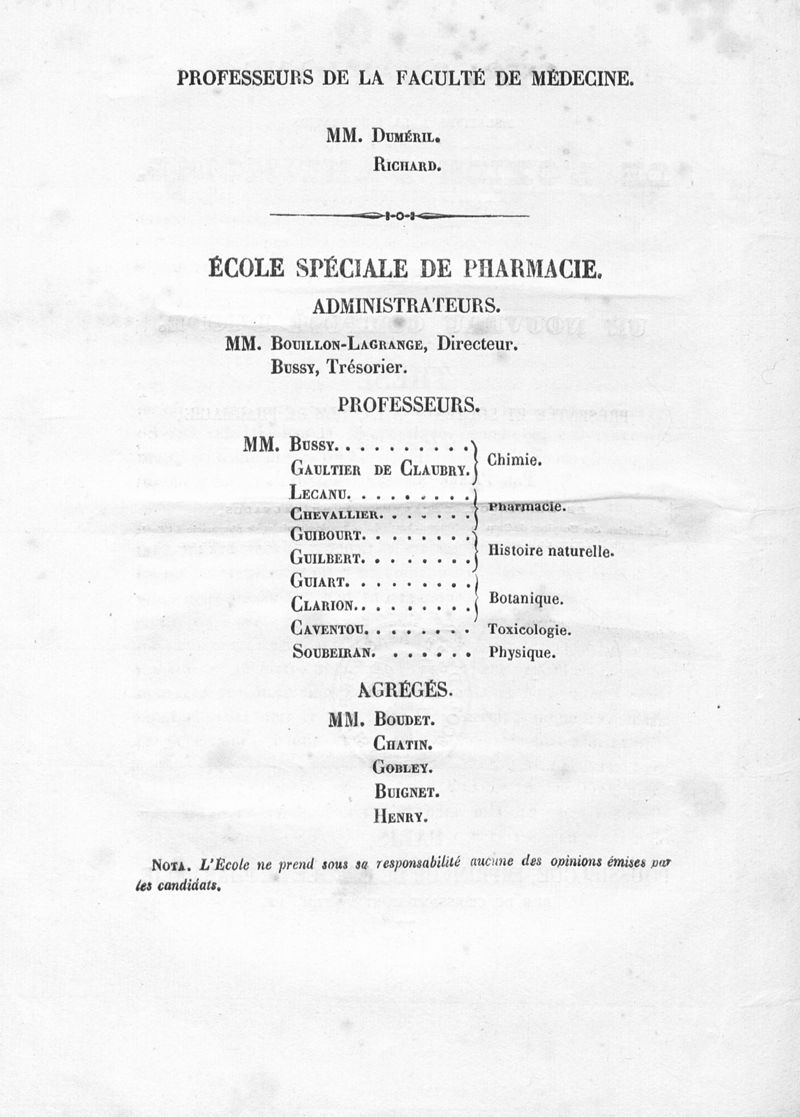 PROFESSEURS DE LA FACULTÉ DE MÉDECINE.
MM. Duméril.
Richard.
ÉCOLE SPÉCIALE DE PHARMACIE.
ADMINISTRATEURS.
MM. Bouillon-Lagrange, Directeur.
Bussy, Trésorier.
PROFESSEURS.
MM. Bussy. . . . . . . . . . . }
Gaultier de Claubry. } Chimie.
Lecanu. . . . . . . . . }
Chevallier. . . . . . . } Pharmacie.
Guibourt. . . . . . . . }
Guilbert. . . . . . . . } Histoire naturelle.
Guiart. . . . . . . . . }
Clarion. . . . . . . . . } Botanique.
Caventou. . . . . . . . Toxicologie.
Soubeiran. . . . . . . Physique.
AGRÉGÉS.
MM. Boudet.
Chatin.
Gobley.
Buignet.
Henry.
Nota. L'École ne prend sous sa responsabilité aucune des opinions émises par
les candidats.